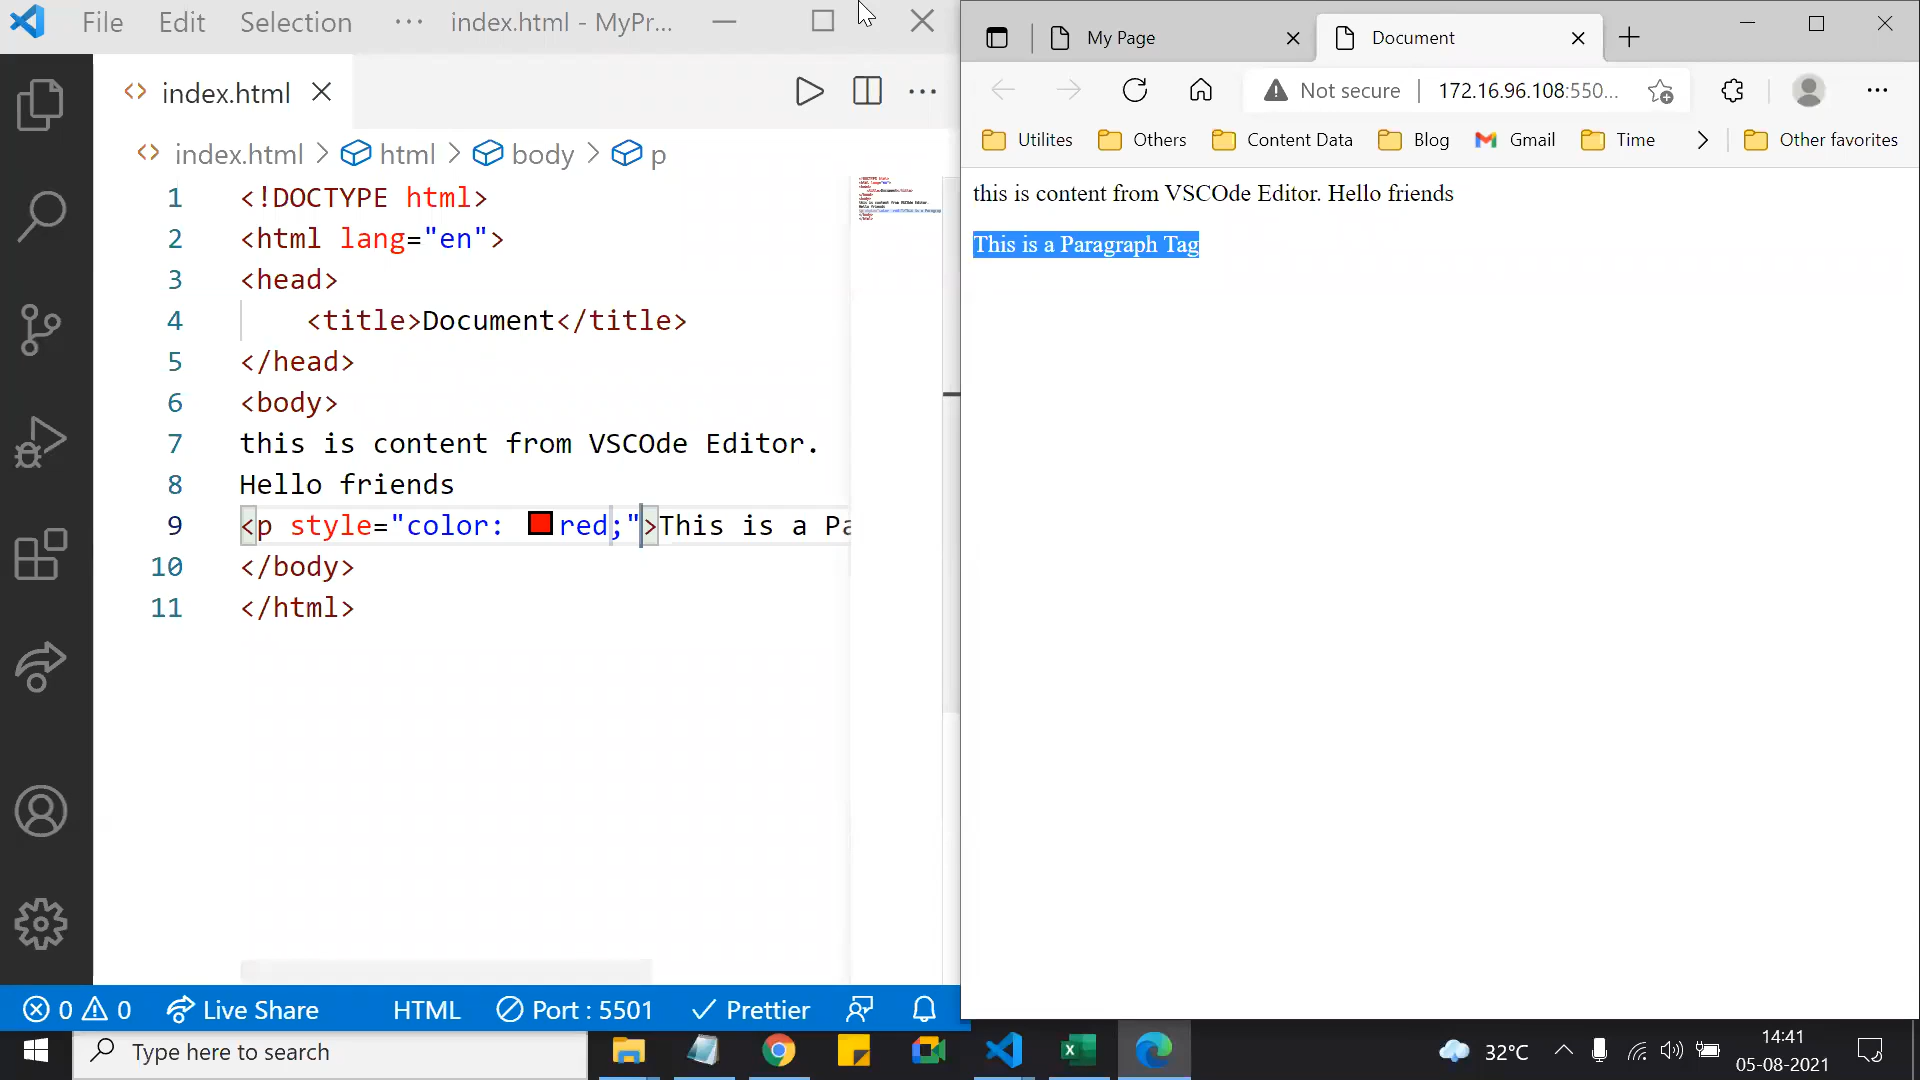 File Edit Selection ··· index.html - MyPr...
index.html
index.html > html > body > p
1 <!DOCTYPE html>
2 <html lang="en">
3 <head>
4 <title>Document</title>
5 </head>
6 <body>
7 this is content from VSCOde Editor.
8 Hello friends
9 <p style="color: red;">This is a Pa
10 </body>
11 </html>
0 0 Live Share HTML Port : 5501 Prettier
My Page Document
Not secure 172.16.96.108:550...
Utilites Others Content Data Blog Gmail Time Other favorites
this is content from VSCOde Editor. Hello friends
This is a Paragraph Tag
Type here to search
32°C
14:41
05-08-2021